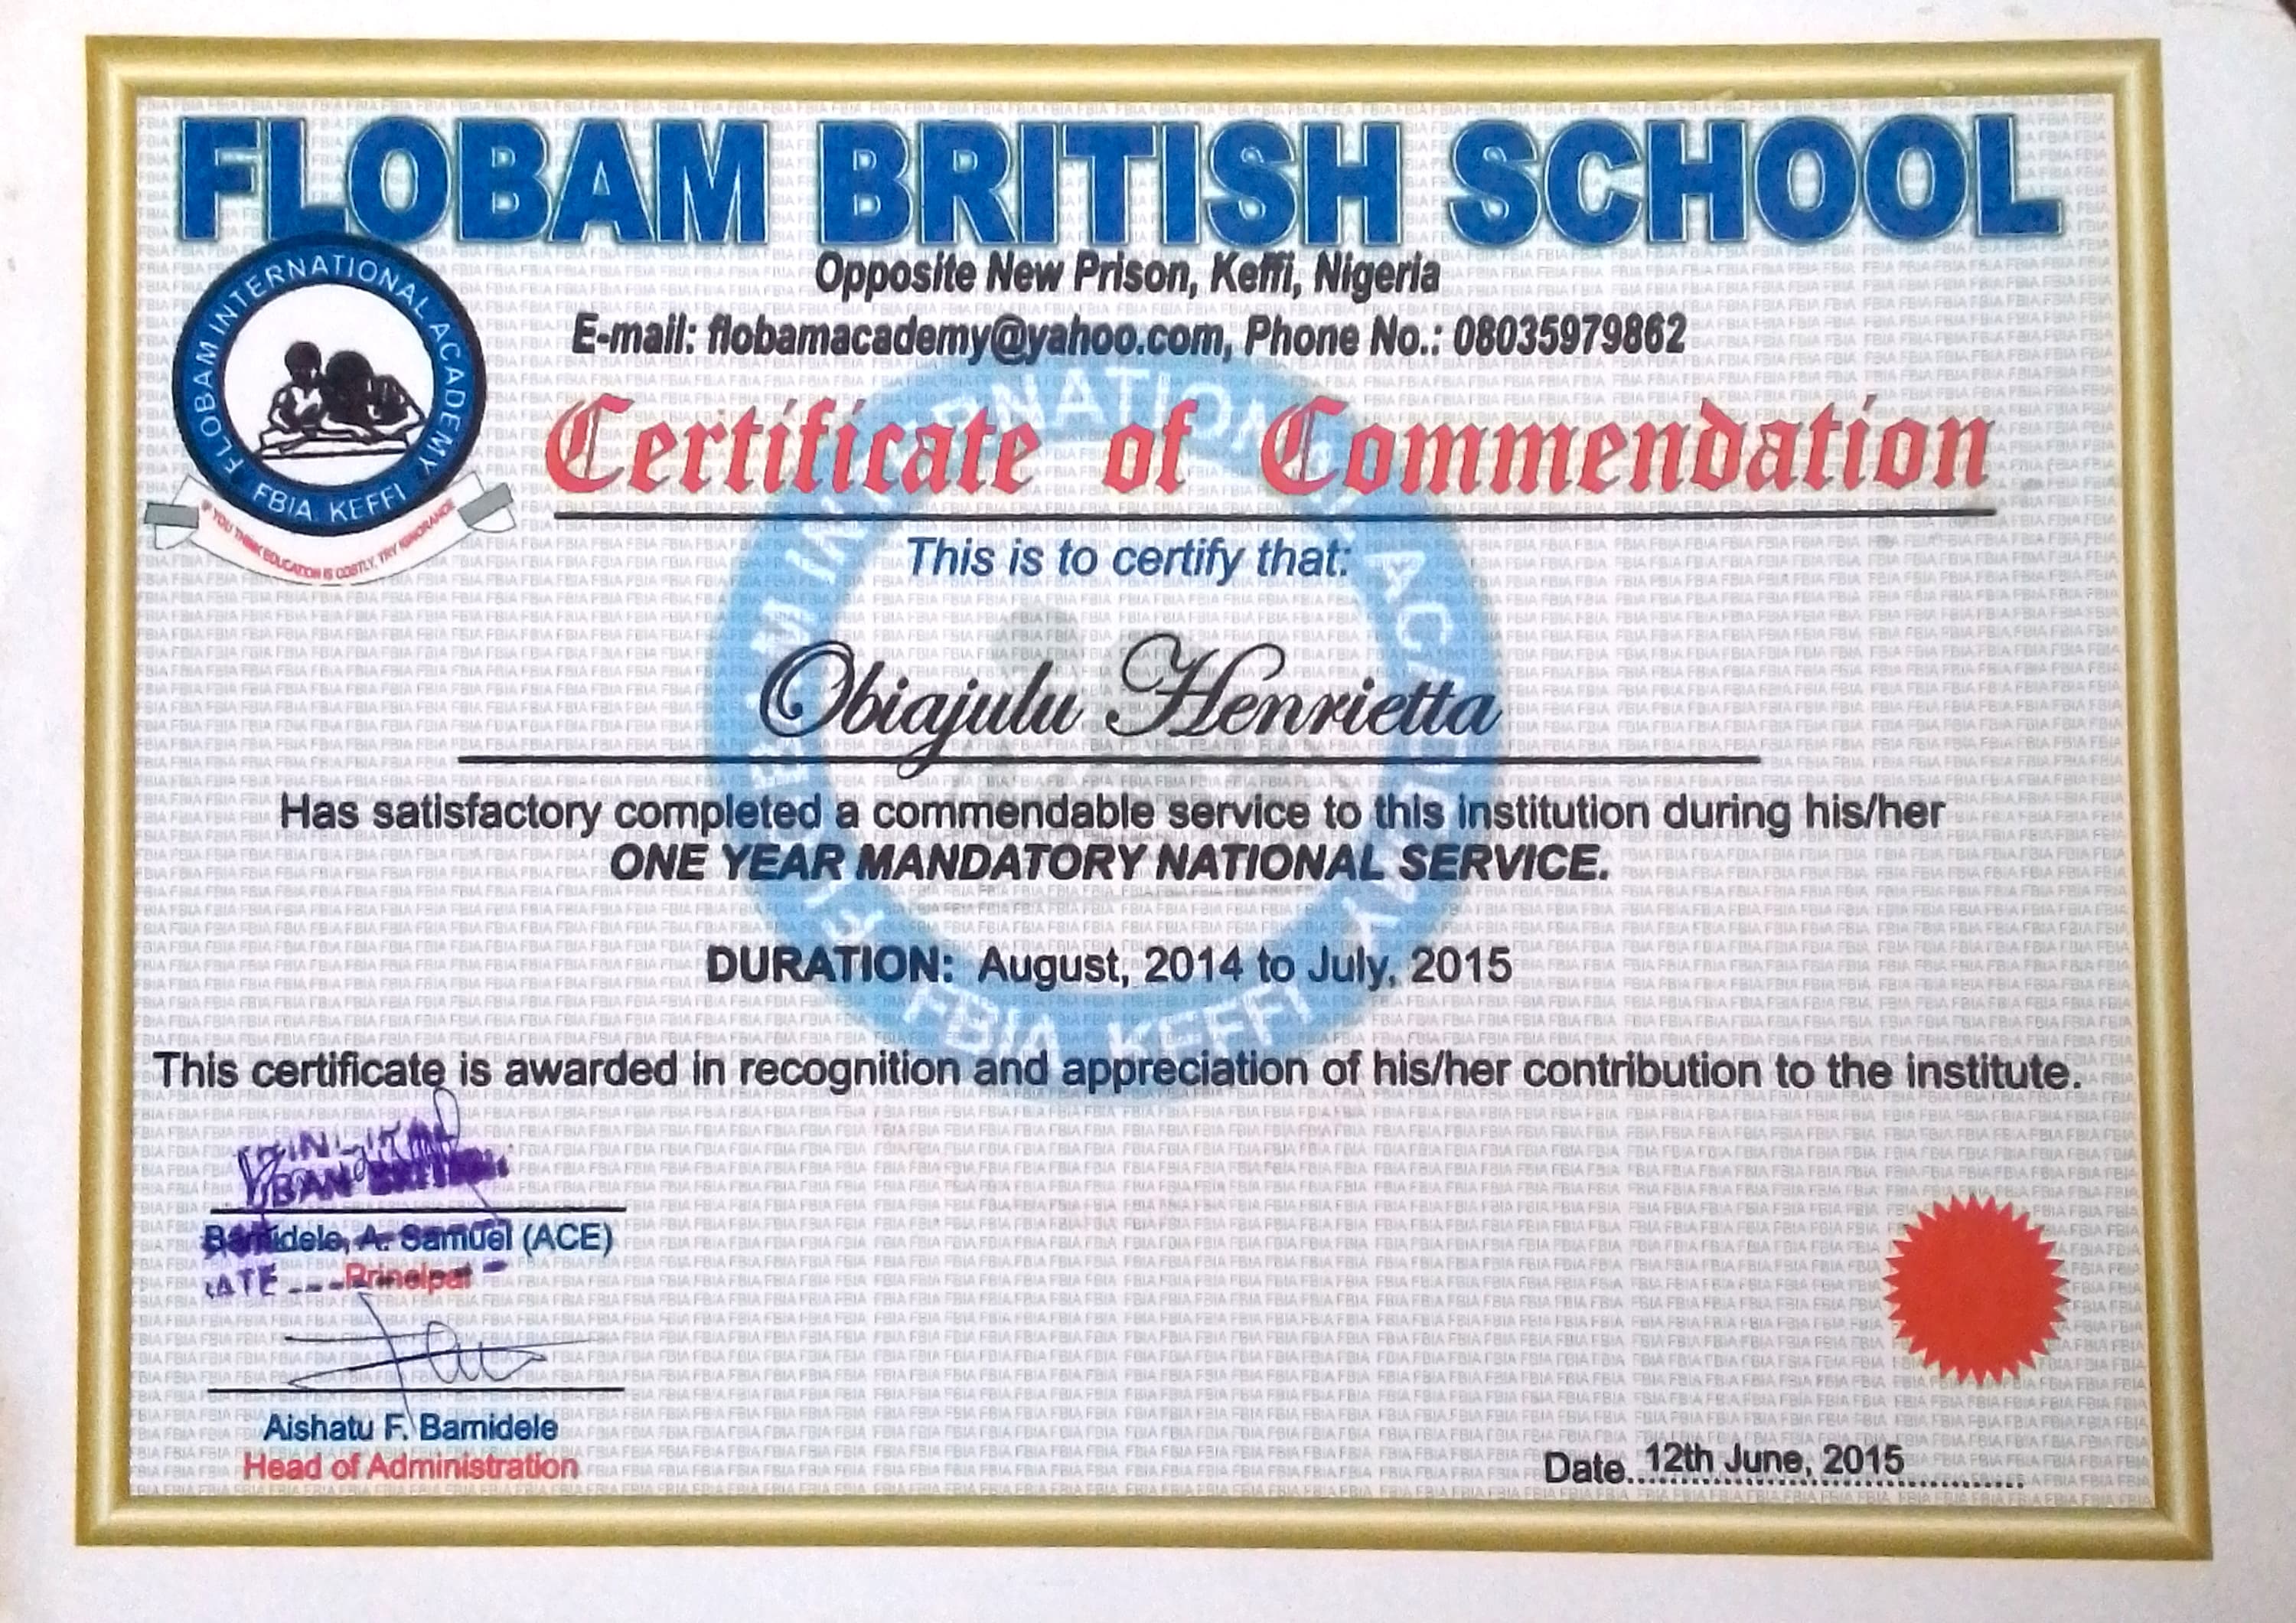 FLOBAM BRITISH SCHOOL
Opposite New Prison, Keffi, Nigeria
E-mail: flobamacademy@yahoo.com, Phone No.: 08035979862
FLOBAM INTERNATIONAL ACADEMY
FBIA KEFFI
IF YOU THINK EDUCATION IS COSTLY, TRY IGNORANCE
Certificate of Commendation
This is to certify that:
Obiajulu Henrietta
Has satisfactory completed a commendable service to this institution during his/her
ONE YEAR MANDATORY NATIONAL SERVICE.
DURATION: August, 2014 to July, 2015
FBIA KEFFI
This certificate is awarded in recognition and appreciation of his/her contribution to the institute.
Bamidele, A. Samuel (ACE)
Principal
Aishatu F. Bamidele
Head of Administration
Date. 12th June, 2015